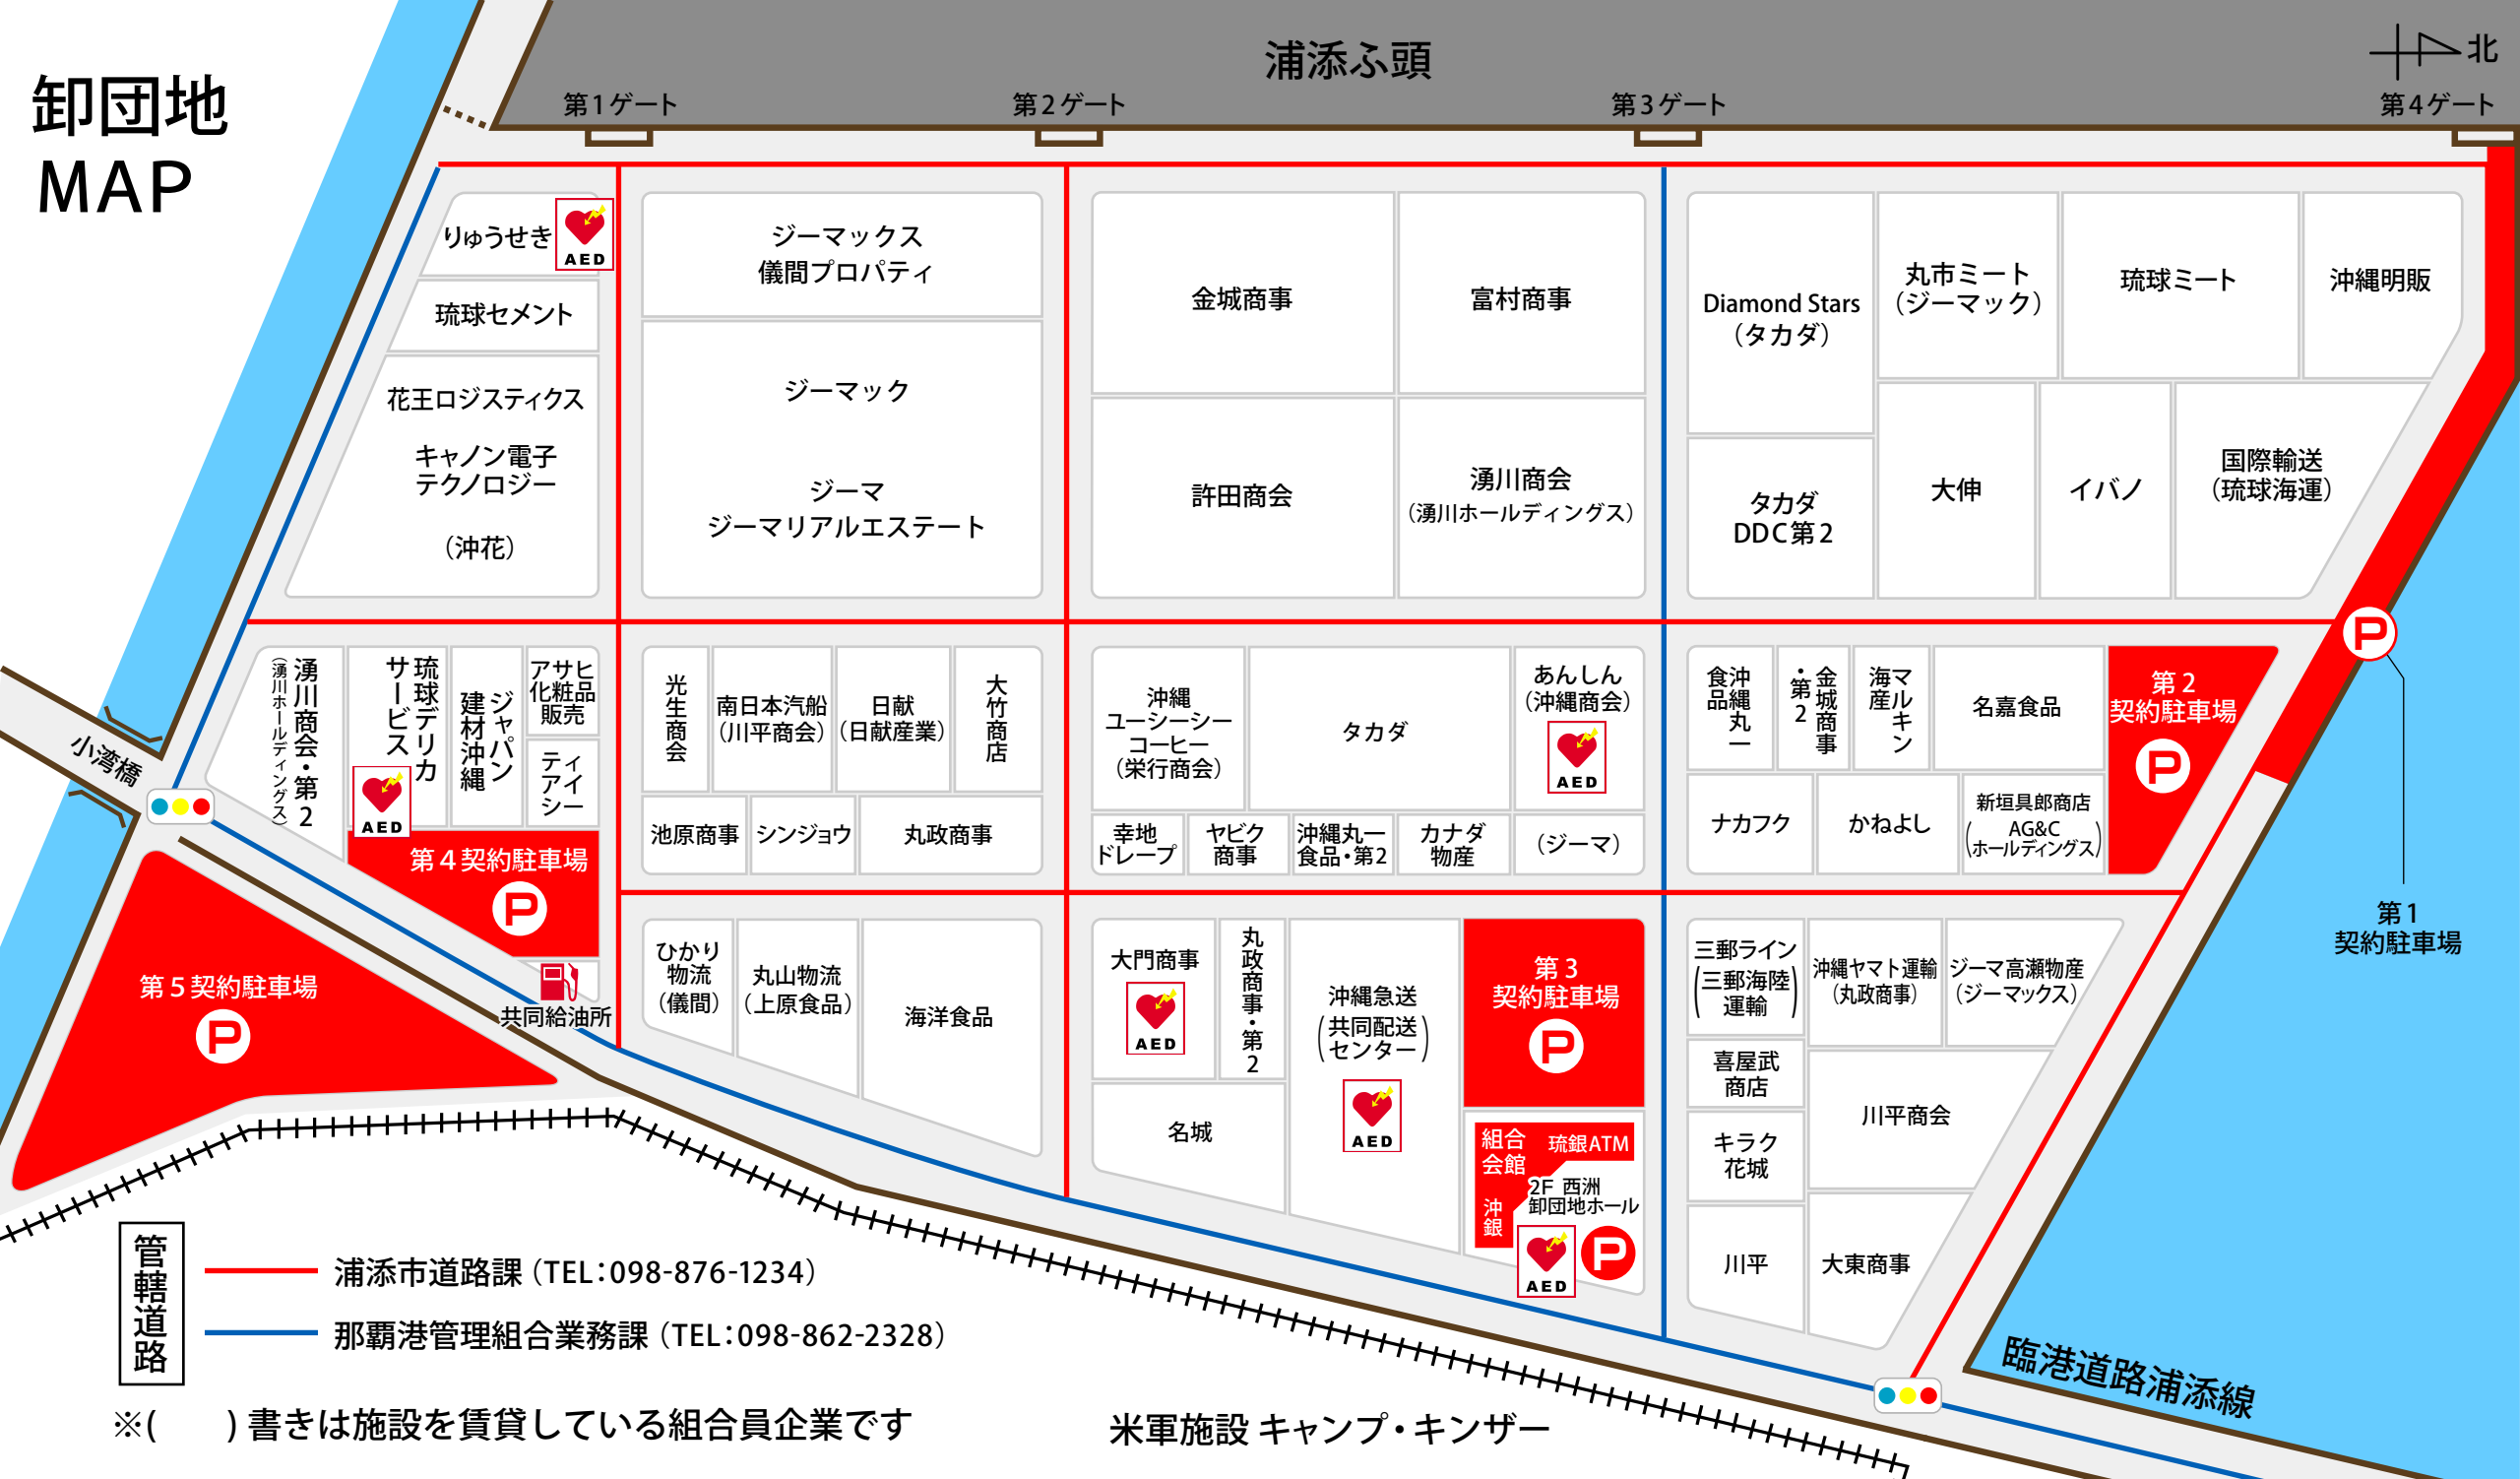 卸団地
MAP
浦添ふ頭
北
第1ゲート
第2ゲート
第3ゲート
第4ゲート
りゅうせき
AED
琉球セメント
花王ロジスティクス
キャノン電子
テクノロジー
（沖花）
ジーマックス
儀間プロパティ
ジーマック
ジーマ
ジーマリアルエステート
金城商事
富村商事
許田商会
湧川商会
（湧川ホールディングス）
Diamond Stars
（タカダ）
丸市ミート
（ジーマック）
琉球ミート
沖縄明販
タカダ
DDC第2
大伸
イバノ
国際輸送
（琉球海運）
小湾橋
湧川商会・第2
（湧川ホールディングス）
琉球デリカ
サービス
AED
ジャパン
建材沖縄
アサヒ
化粧品
販売
ティ
アイ
シー
第4契約駐車場
P
光生商会
南日本汽船
（川平商会）
日献
（日献産業）
大竹商店
池原商事
シンジョウ
丸政商事
沖縄
ユーシーシー
コーヒー
（栄行商会）
タカダ
あんしん
（沖縄商会）
AED
幸地
ドレープ
ヤビク
商事
沖縄丸一
食品・第2
カナダ
物産
（ジーマ）
沖縄丸一
食品
金城商事
・第2
マルキン
海産
名嘉食品
第2
契約駐車場
P
ナカフク
かねよし
新垣具郎商店
（AG&C
ホールディングス）
P
第1
契約駐車場
第5契約駐車場
P
共同給油所
ひかり
物流
（儀間）
丸山物流
（上原食品）
海洋食品
大門商事
AED
丸政商事・第2
名城
沖縄急送
（共同配送
センター）
AED
第3
契約駐車場
P
組合
会館
琉銀ATM
沖銀
2F 西洲
卸団地ホール
AED
P
三郵ライン
（三郵海陸
運輸）
沖縄ヤマト運輸
（丸政商事）
ジーマ高瀬物産
（ジーマックス）
喜屋武
商店
キラク
花城
川平商会
川平
大東商事
臨港道路浦添線
管轄道路
浦添市道路課（TEL：098-876-1234）
那覇港管理組合業務課（TEL：098-862-2328）
※(　　)書きは施設を賃貸している組合員企業です
米軍施設 キャンプ・キンザー